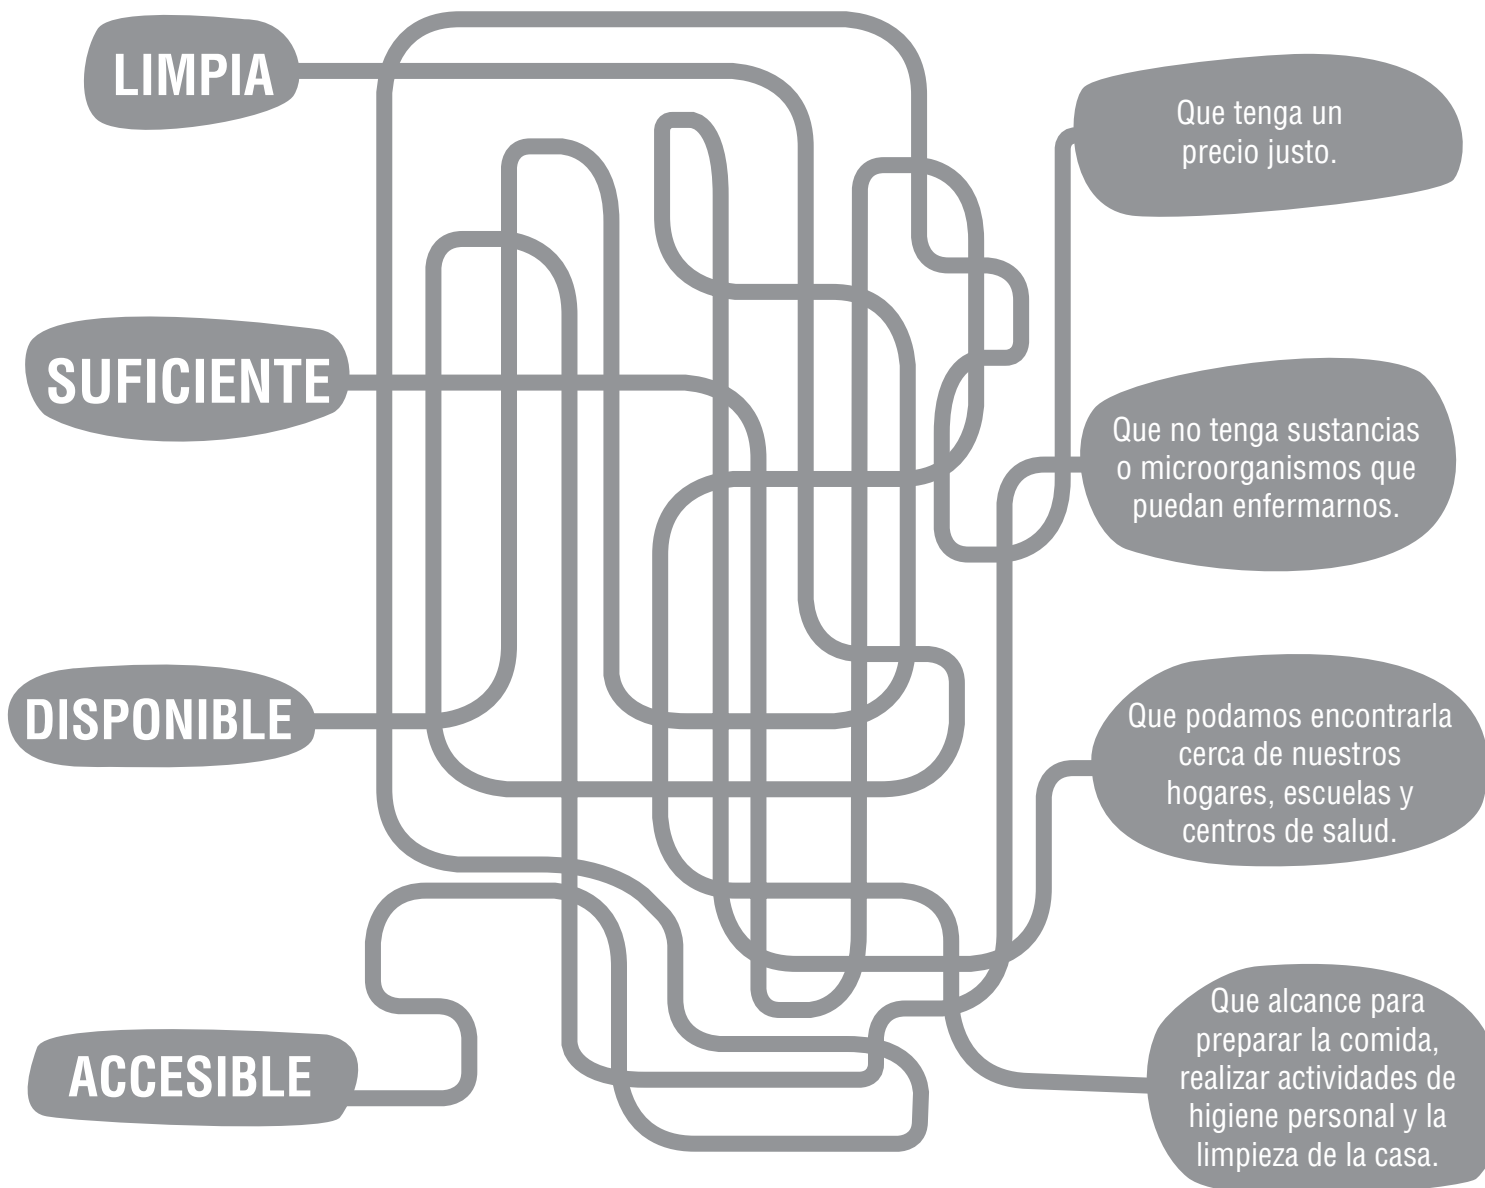 LIMPIA
SUFICIENTE
DISPONIBLE
ACCESIBLE
Que tenga un
precio justo.
Que no tenga sustancias
o microorganismos que
puedan enfermarnos.
Que podamos encontrarla
cerca de nuestros
hogares, escuelas y
centros de salud.
Que alcance para
preparar la comida,
realizar actividades de
higiene personal y la
limpieza de la casa.